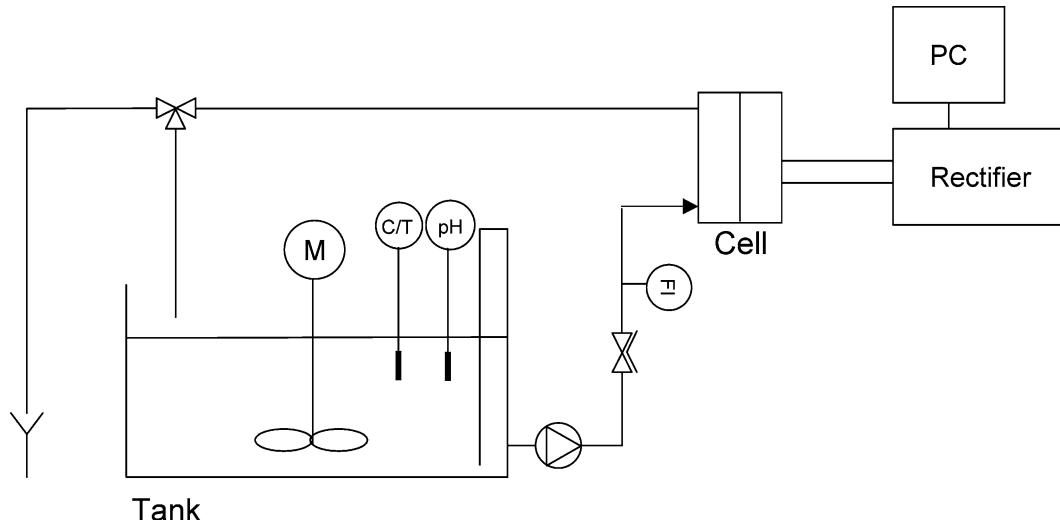 PC
Rectifier
Cell
C/T
pH
M
FI
Tank